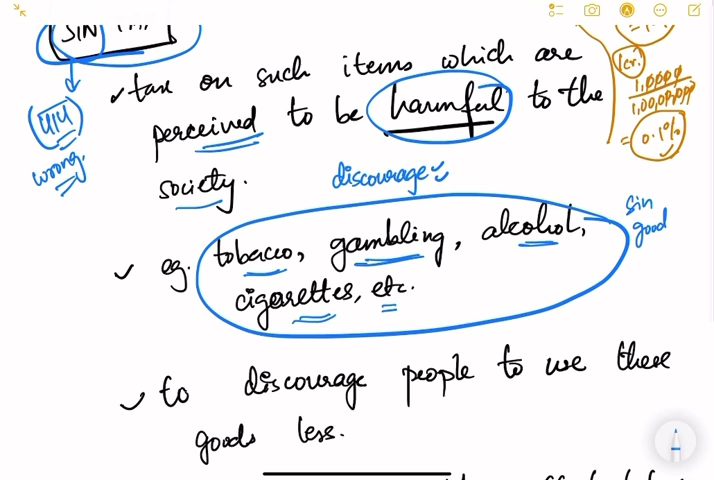 SIN TAX
✓ tax on such items which are
perceived to be harmful to the
society.
पाप
wrong.
discourage ✓
1cr.
1,0000
1,00,00,000
= 0.1%
✓ eg. tobacco, gambling, alcohol,
cigarettes, etc.
sin
good
✓ to discourage people to use these
goods less.